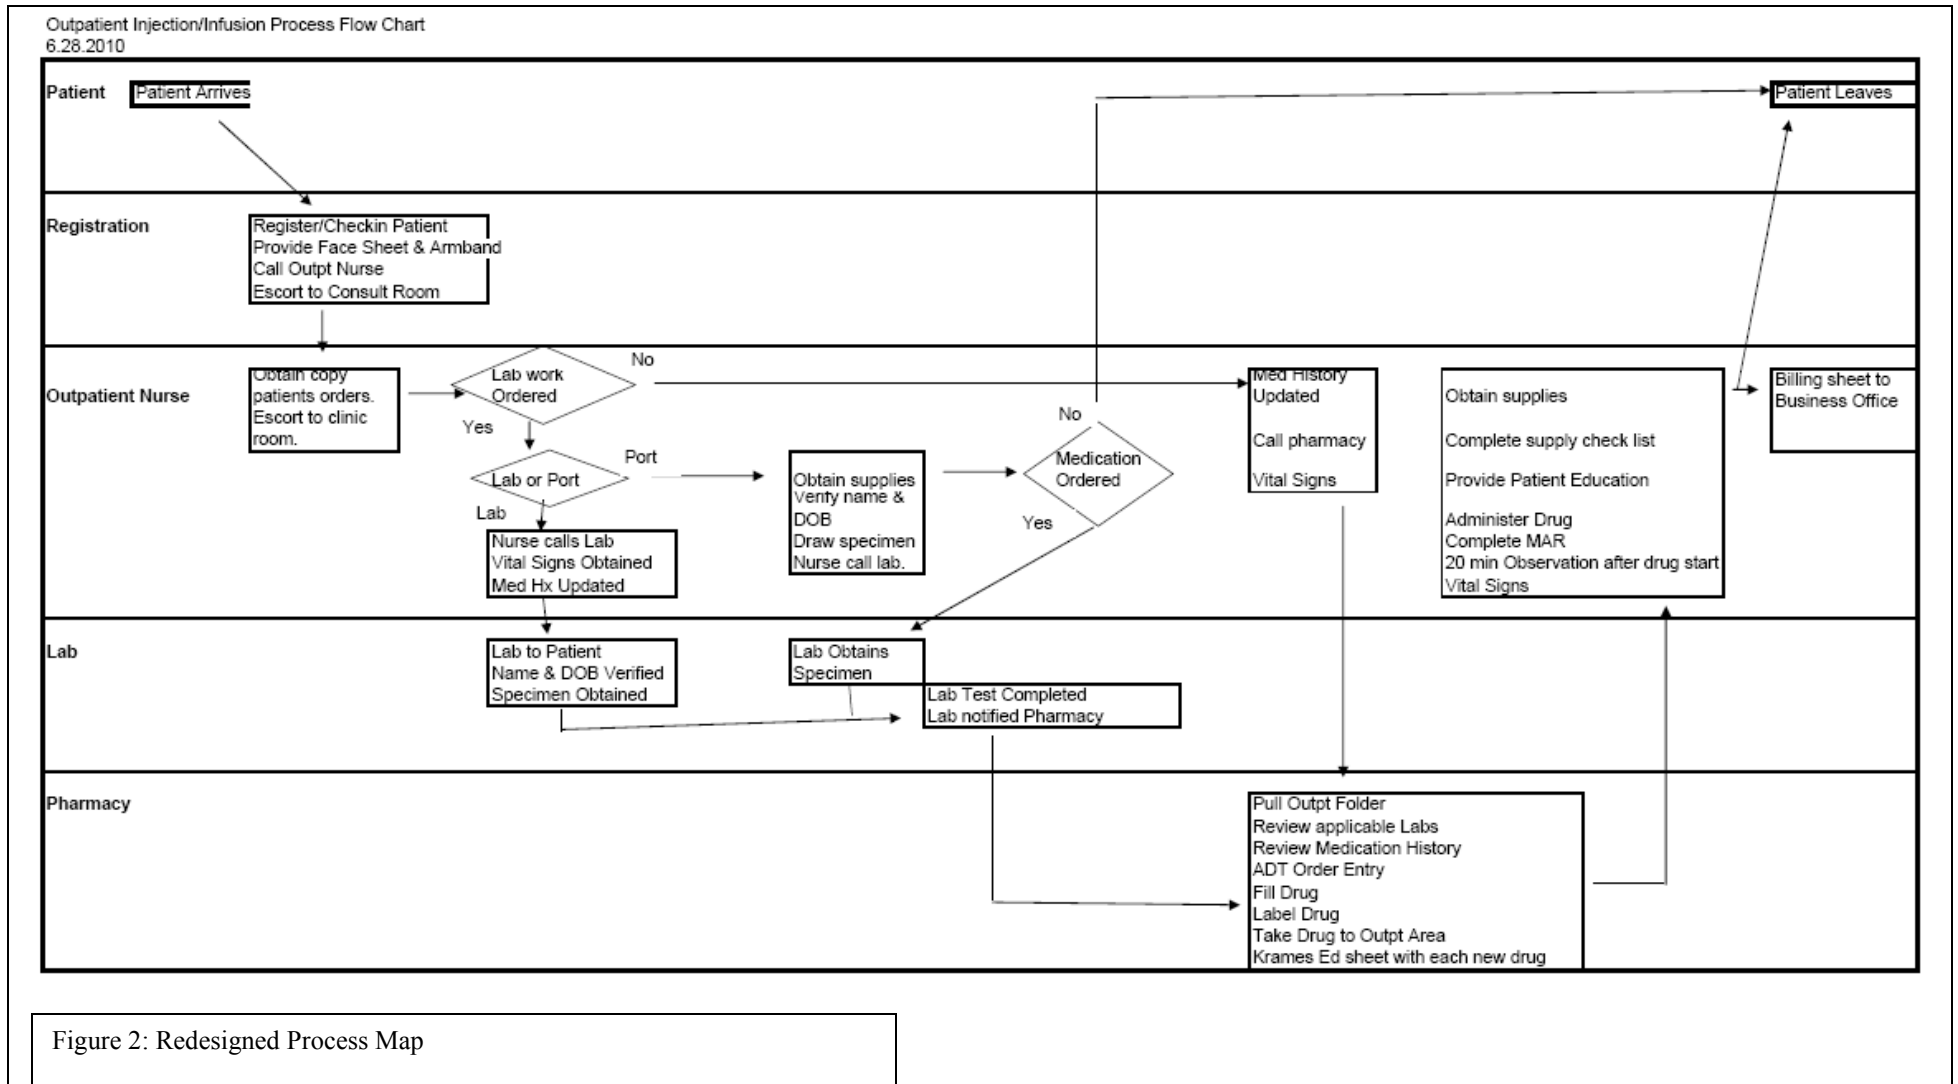 Outpatient Injection/Infusion Process Flow Chart
6.28.2010
Patient
Patient Arrives
Patient Leaves
Registration
Register/Checkin Patient
Provide Face Sheet & Armband
Call Outpt Nurse
Escort to Consult Room
Outpatient Nurse
Obtain copy
patients orders.
Escort to clinic
room.
Lab work
Ordered
No
Yes
Lab or Port
Port
Lab
Nurse calls Lab
Vital Signs Obtained
Med Hx Updated
Obtain supplies
Verify name &
DOB
Draw specimen
Nurse call lab.
No
Medication
Ordered
Yes
Med History
Updated
Call pharmacy
Vital Signs
Obtain supplies
Complete supply check list
Provide Patient Education
Administer Drug
Complete MAR
20 min Observation after drug start
Vital Signs
Billing sheet to
Business Office
Lab
Lab to Patient
Name & DOB Verified
Specimen Obtained
Lab Obtains
Specimen
Lab Test Completed
Lab notified Pharmacy
Pharmacy
Pull Outpt Folder
Review applicable Labs
Review Medication History
ADT Order Entry
Fill Drug
Label Drug
Take Drug to Outpt Area
Krames Ed sheet with each new drug
Figure 2: Redesigned Process Map